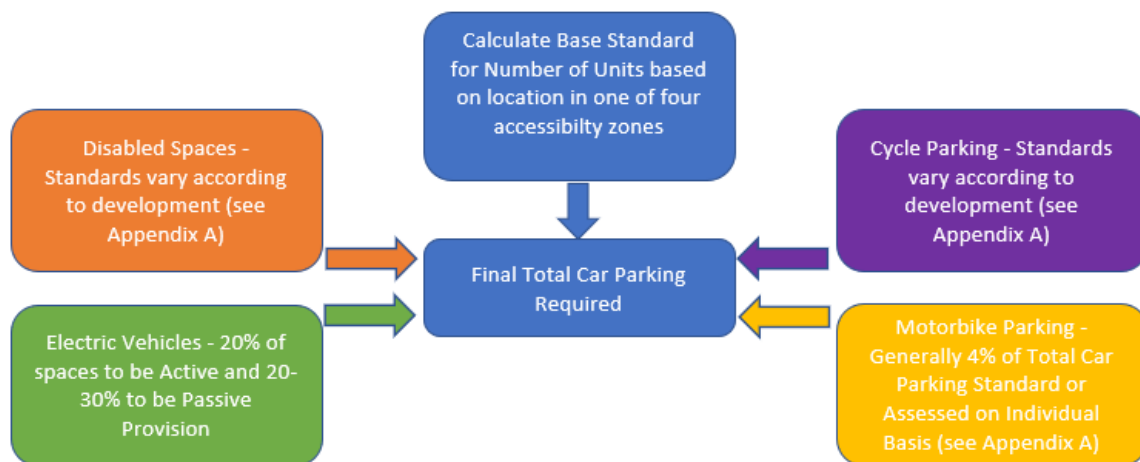 Calculate Base Standard
for Number of Units based
on location in one of four
accessibilty zones
Disabled Spaces -
Standards vary according
to development (see
Appendix A)
Cycle Parking - Standards
vary according to
development (see
Appendix A)
Final Total Car Parking
Required
Electric Vehicles - 20% of
spaces to be Active and 20-
30% to be Passive
Provision
Motorbike Parking -
Generally 4% of Total Car
Parking Standard or
Assessed on Individual
Basis (see Appendix A)